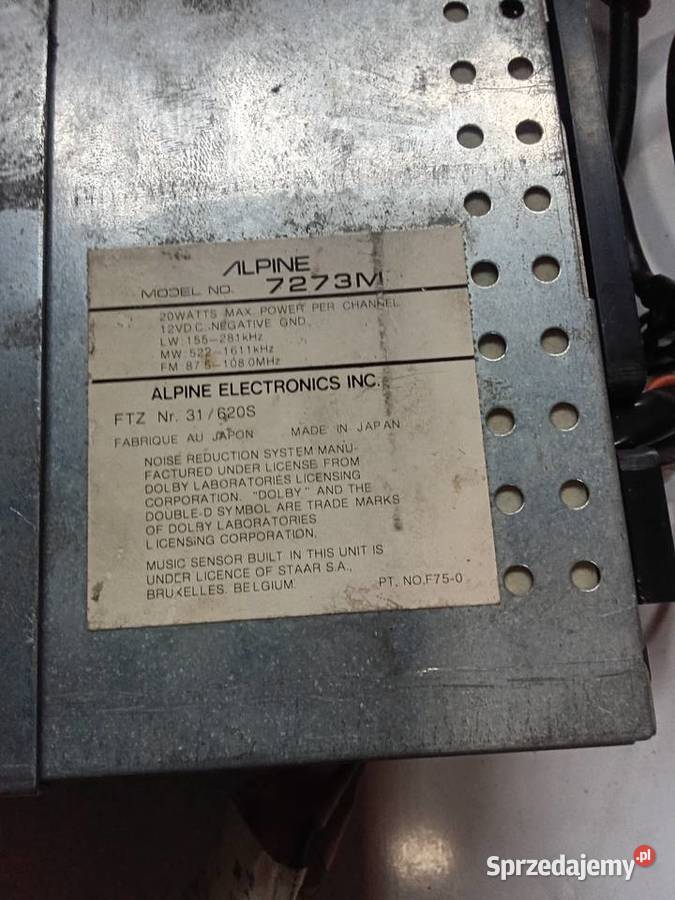 ALPINE
MODEL NO. 7273M
20WATTS MAX. POWER PER CHANNEL
12VD.C. NEGATIVE GND.
LW: 155–281kHz
MW: 522–1611kHz
FM: 87.5–108.0MHz
ALPINE ELECTRONICS INC.
FTZ Nr. 31/620S
FABRIQUE AU JAPON MADE IN JAPAN
NOISE REDUCTION SYSTEM MANU-
FACTURED UNDER LICENSE FROM
DOLBY LABORATORIES LICENSING
CORPORATION. "DOLBY" AND THE
DOUBLE-D SYMBOL ARE TRADE MARKS
OF DOLBY LABORATORIES
LICENSING CORPORATION.
MUSIC SENSOR BUILT IN THIS UNIT IS
UNDER LICENCE OF STAAR S.A.,
BRUXELLES. BELGIUM. PT. NO.F75-0
Sprzedajemy.pl